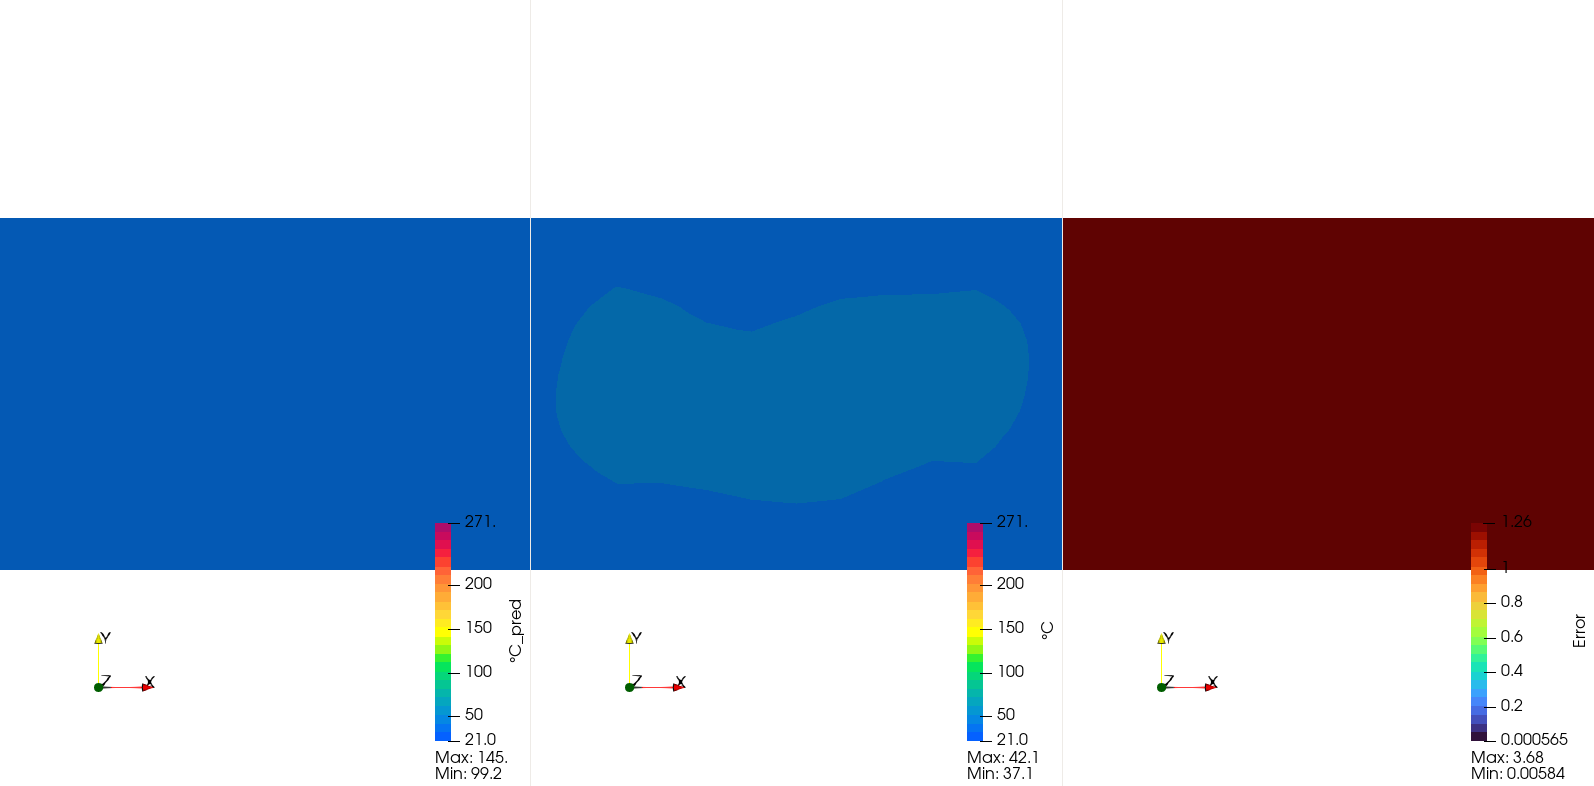 271.
200
150
100
50
21.0
°C_pred
Max: 145.
Min: 99.2
Y
Z
X
271.
200
150
100
50
21.0
°C
Max: 42.1
Min: 37.1
Y
Z
X
1.26
1
0.8
0.6
0.4
0.2
0.000565
Error
Max: 3.68
Min: 0.00584
Y
Z
X